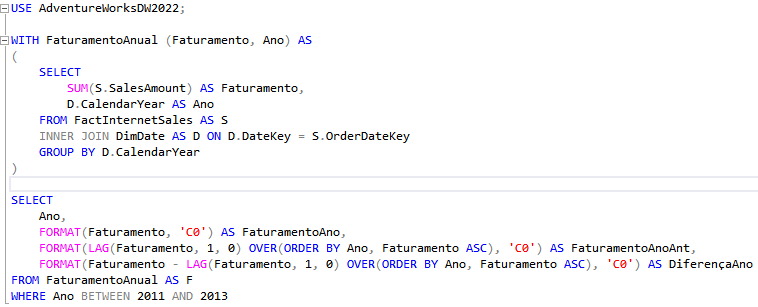 USE AdventureWorksDW2022;
WITH FaturamentoAnual (Faturamento, Ano) AS
(
SELECT
SUM(S.SalesAmount) AS Faturamento,
D.CalendarYear AS Ano
FROM FactInternetSales AS S
INNER JOIN DimDate AS D ON D.DateKey = S.OrderDateKey
GROUP BY D.CalendarYear
)
SELECT
Ano,
FORMAT(Faturamento, 'C0') AS FaturamentoAno,
FORMAT(LAG(Faturamento, 1, 0) OVER(ORDER BY Ano, Faturamento ASC), 'C0') AS FaturamentoAnoAnt,
FORMAT(Faturamento - LAG(Faturamento, 1, 0) OVER(ORDER BY Ano, Faturamento ASC), 'C0') AS DiferençaAno
FROM FaturamentoAnual AS F
WHERE Ano BETWEEN 2011 AND 2013